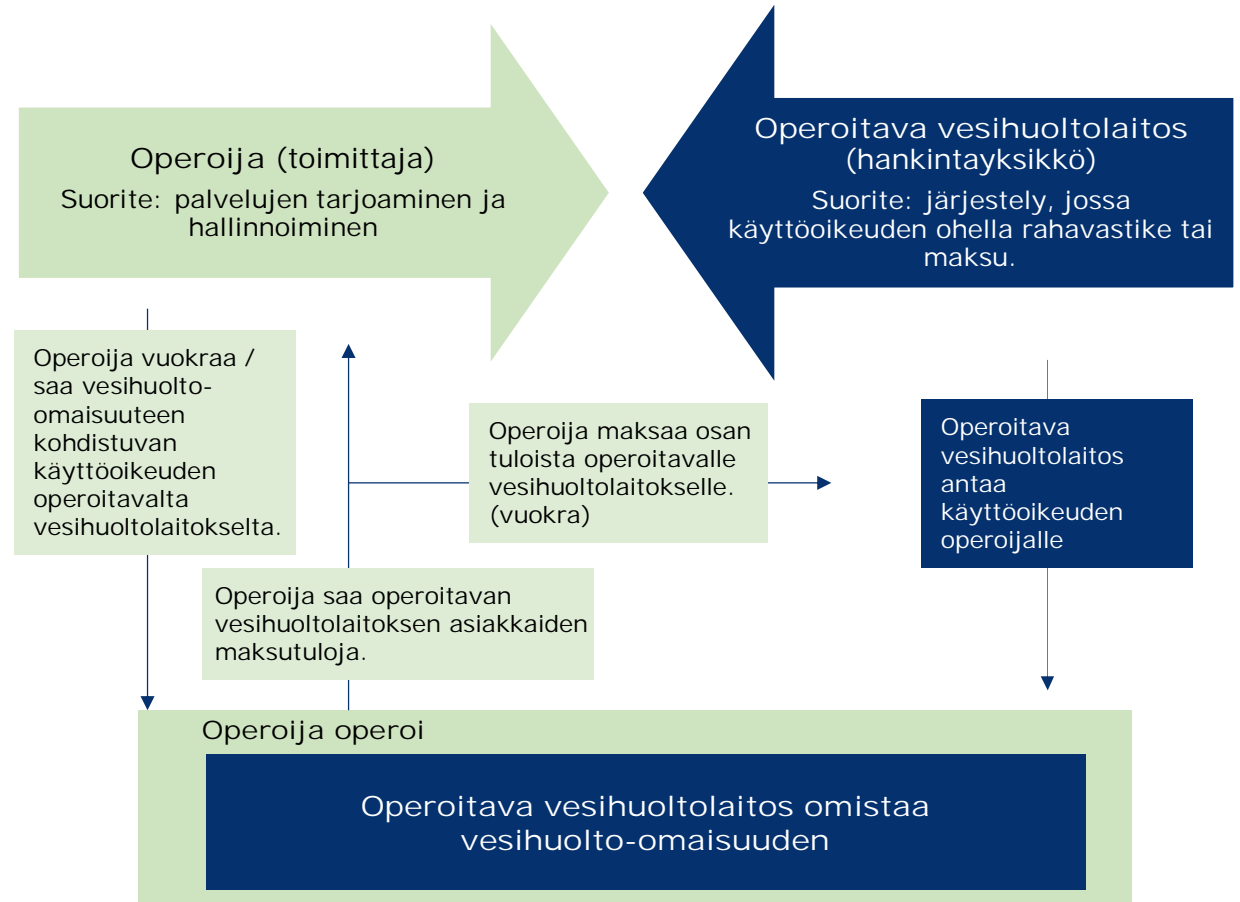 Operoija (toimittaja)
Suorite: palvelujen tarjoaminen ja
hallinnoiminen
Operoitava vesihuoltolaitos
(hankintayksikkö)
Suorite: järjestely, jossa
käyttöoikeuden ohella rahavastike tai
maksu.
Operoija vuokraa /
saa vesihuolto-
omaisuuteen
kohdistuvan
käyttöoikeuden
operoitavalta
vesihuoltolaitokselta.
Operoija maksaa osan
tuloista operoitavalle
vesihuoltolaitokselle.
(vuokra)
Operoitava
vesihuoltolaitos
antaa
käyttöoikeuden
operoijalle
Operoija saa operoitavan
vesihuoltolaitoksen asiakkaiden
maksutuloja.
Operoija operoi
Operoitava vesihuoltolaitos omistaa
vesihuolto-omaisuuden